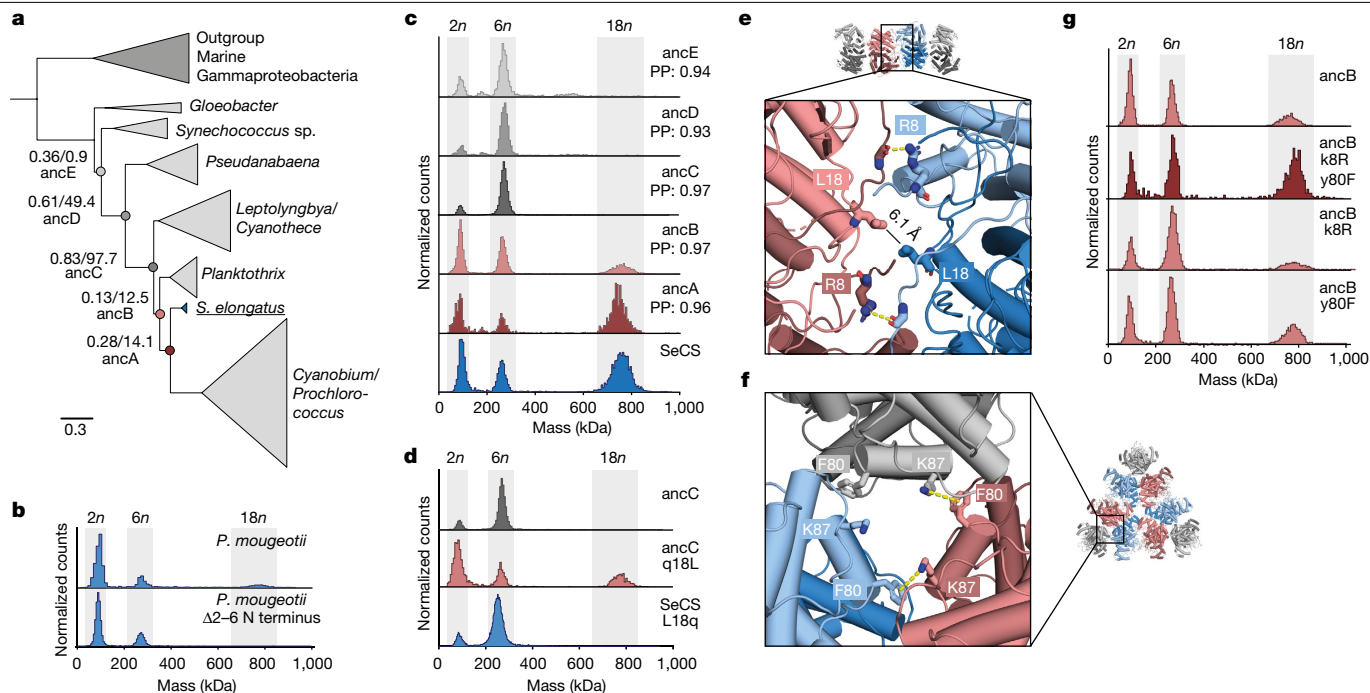 a
Outgroup
Marine
Gammaproteobacteria
Gloeobacter
Synechococcus sp.
0.36/0.9
ancE
Pseudanabaena
0.61/49.4
ancD
Leptolyngbya/
Cyanothece
0.83/97.7
ancC
Planktothrix
0.13/12.5
ancB
S. elongatus
0.28/14.1
ancA
Cyanobium/
Prochloro-
coccus
0.3
b
2n 6n 18n
P. mougeotii
P. mougeotii
Δ2–6 N terminus
Normalized counts
0 200 400 600 800 1,000
Mass (kDa)
c
2n 6n 18n
ancE
PP: 0.94
ancD
PP: 0.93
ancC
PP: 0.97
ancB
PP: 0.97
ancA
PP: 0.96
SeCS
Normalized counts
0 200 400 600 800 1,000
Mass (kDa)
d
2n 6n 18n
ancC
ancC
q18L
SeCS
L18q
Normalized counts
0 200 400 600 800 1,000
Mass (kDa)
e
R8
L18
6.1 Å
L18
R8
f
F80
K87
F80
K87
F80
K87
g
2n 6n 18n
ancB
ancB
k8R
y80F
ancB
k8R
ancB
y80F
Normalized counts
0 200 400 600 800 1,000
Mass (kDa)